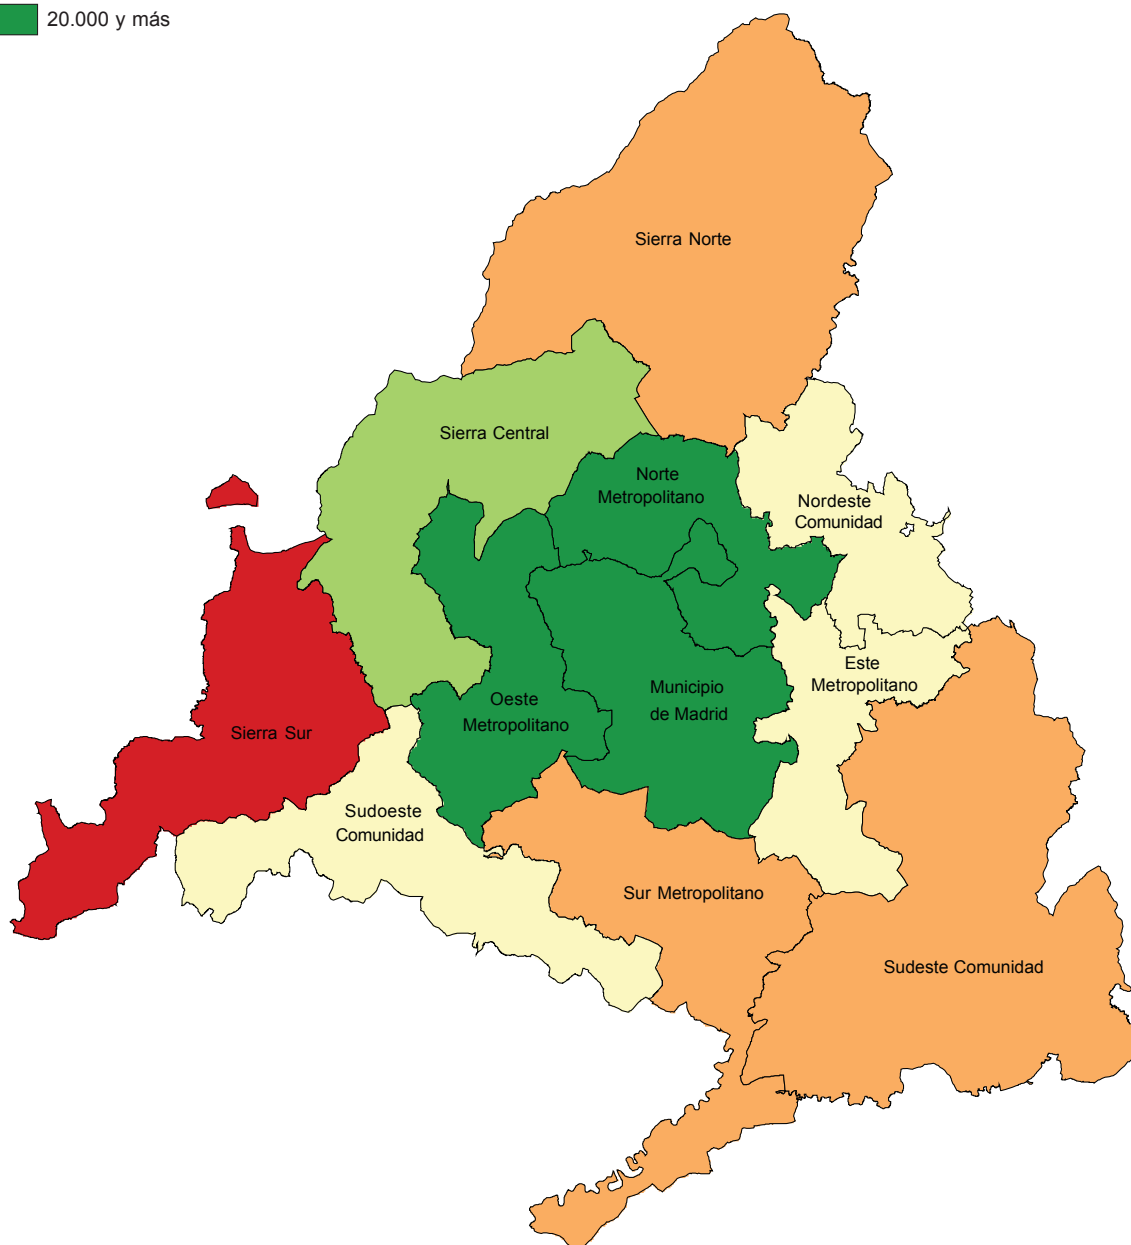 20.000 y más
Sierra Norte
Sierra Central
Norte
Metropolitano
Nordeste
Comunidad
Este
Metropolitano
Municipio
de Madrid
Oeste
Metropolitano
Sierra Sur
Sudoeste
Comunidad
Sur Metropolitano
Sudeste Comunidad